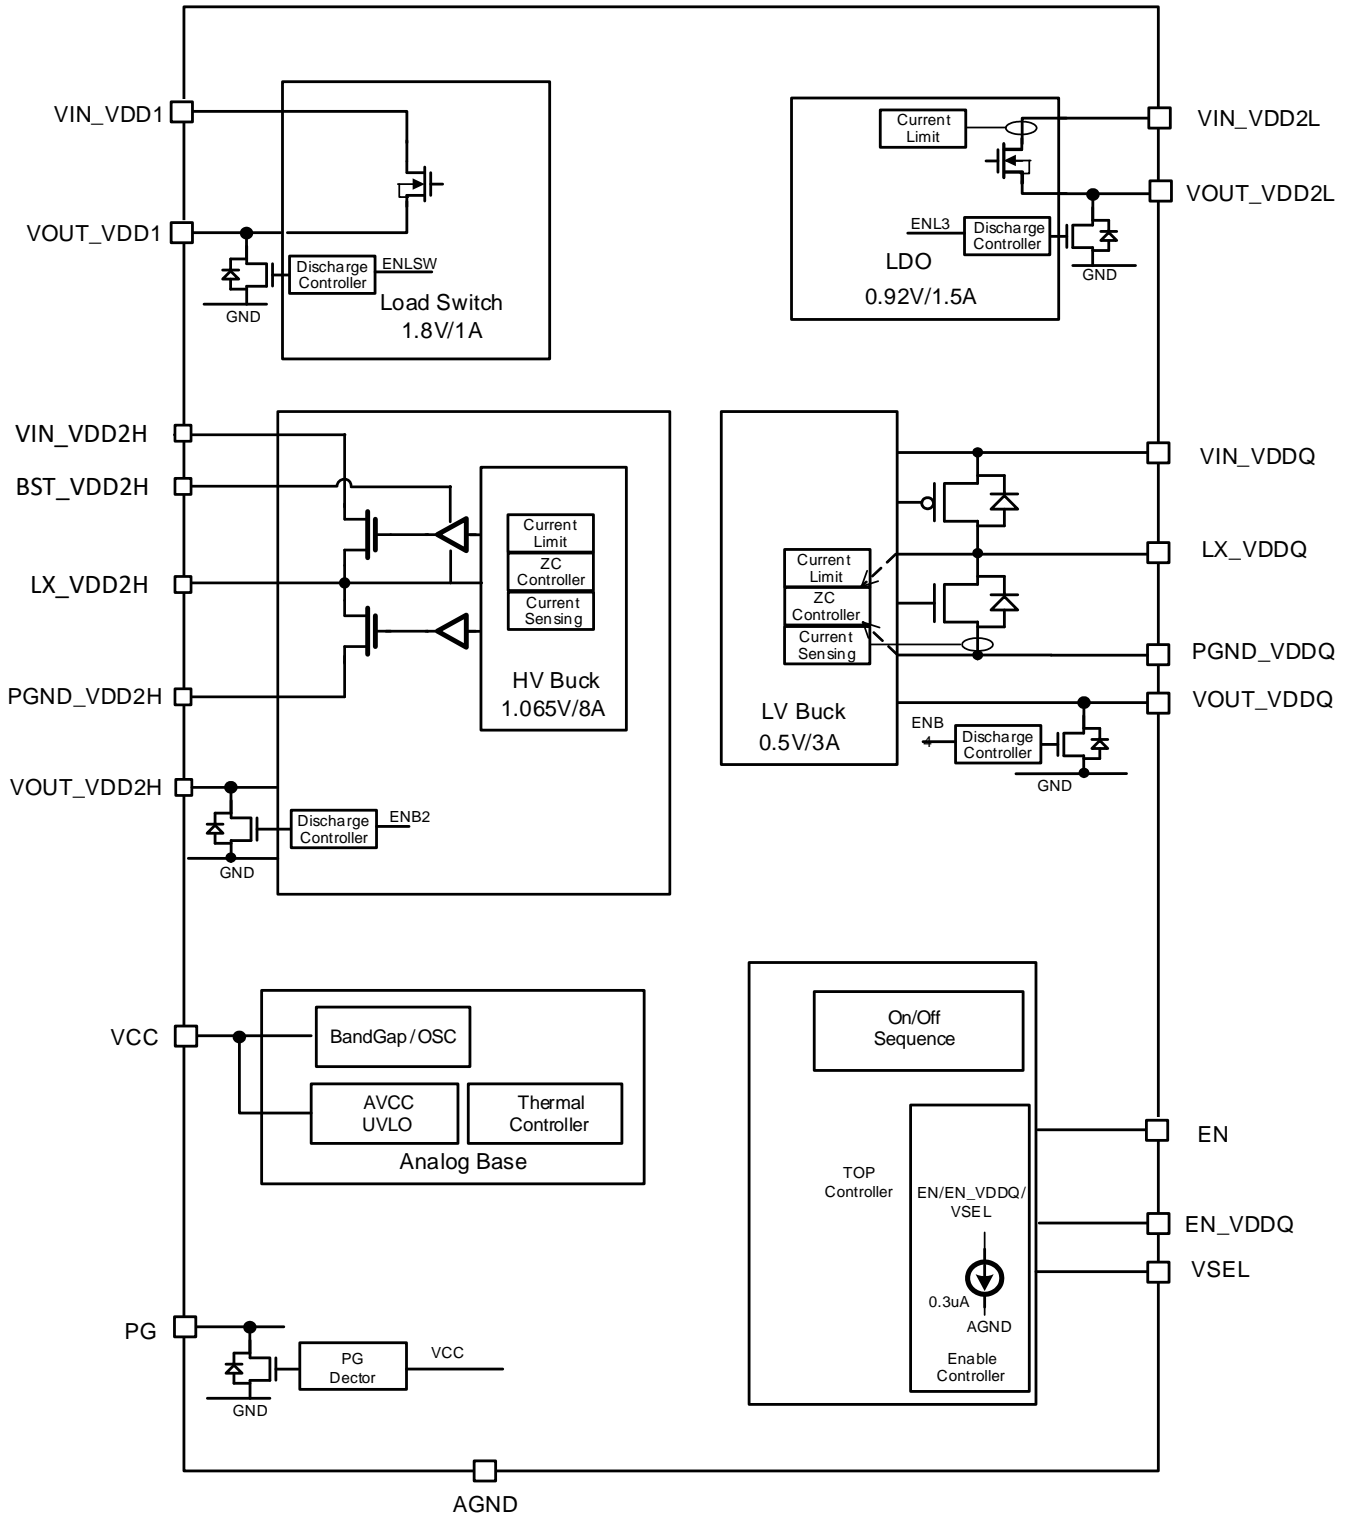 VIN_VDD1
VOUT_VDD1
Discharge
Controller
ENLSW
GND
Load Switch
1.8V/1A
Current
Limit
VIN_VDD2L
VOUT_VDD2L
ENL3
Discharge
Controller
GND
LDO
0.92V/1.5A
VIN_VDD2H
BST_VDD2H
LX_VDD2H
PGND_VDD2H
VOUT_VDD2H
Current
Limit
ZC
Controller
Current
Sensing
HV Buck
1.065V/8A
Discharge
Controller
ENB2
GND
VIN_VDDQ
LX_VDDQ
PGND_VDDQ
VOUT_VDDQ
Current
Limit
ZC
Controller
Current
Sensing
LV Buck
0.5V/3A
ENB
4
Discharge
Controller
GND
VCC
BandGap/OSC
AVCC
UVLO
Thermal
Controller
Analog Base
On/Off
Sequence
TOP
Controller
EN/EN_VDDQ/
VSEL
0.3uA
AGND
Enable
Controller
EN
EN_VDDQ
VSEL
PG
PG
Dector
VCC
GND
AGND